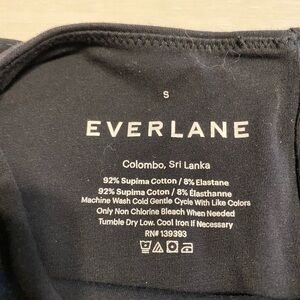 S
EVERLANE
Colombo, Sri Lanka
92% Supima Cotton / 8% Elastane
92% Supima Cotton / 8% Élasthanne
Machine Wash Cold Gentle Cycle With Like Colors
Only Non Chlorine Bleach When Needed
Tumble Dry Low. Cool Iron If Necessary
RN# 139393